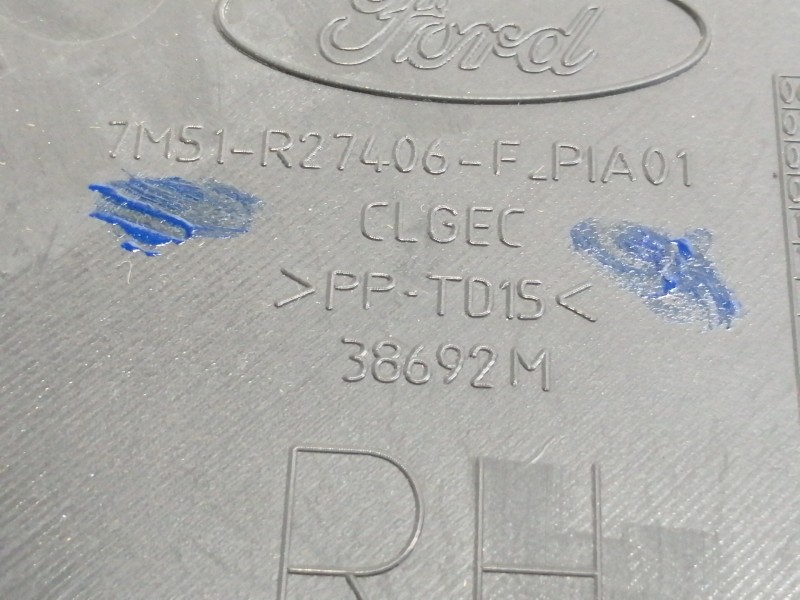 Ford
7M51-R27406-F_PIA01
CLGEC
>PP-TD15<
38692M
RH